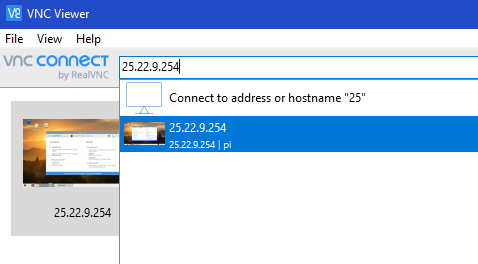 VNC Viewer
File View Help
vnc connect
by RealVNC
25.22.9.254
Connect to address or hostname "25"
25.22.9.254
25.22.9.254 | pi
25.22.9.254